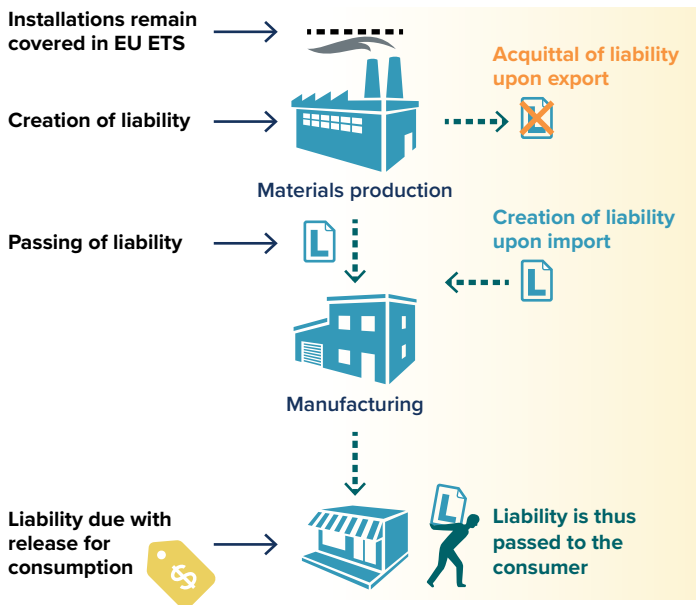 Installations remain
covered in EU ETS
Acquittal of liability
upon export
L
Creation of liability
Materials production
Passing of liability
L
Creation of liability
upon import
L
Manufacturing
L
Liability due with
release for
consumption
$
Liability is thus
passed to the
consumer